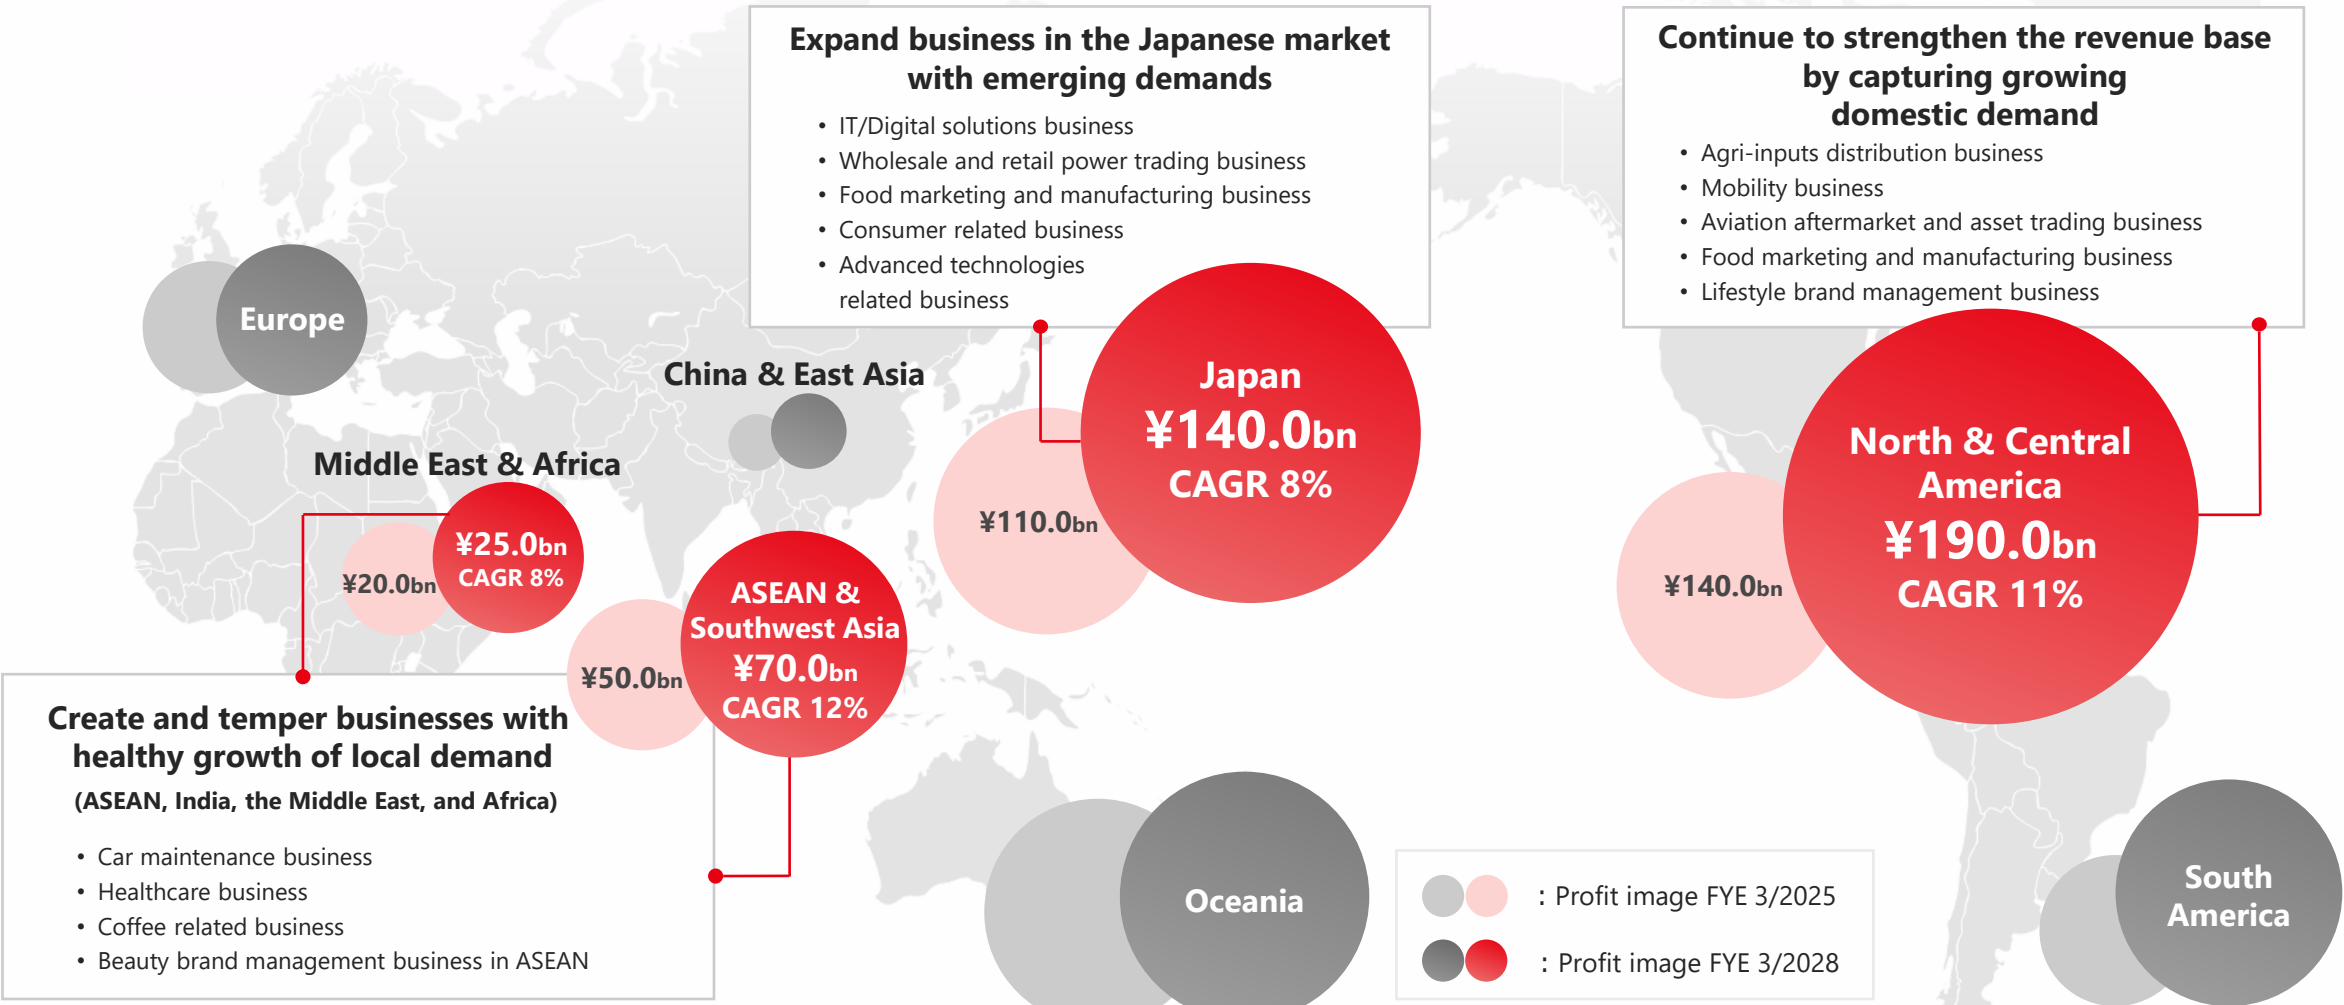 Expand business in the Japanese market
with emerging demands
• IT/Digital solutions business
• Wholesale and retail power trading business
• Food marketing and manufacturing business
• Consumer related business
• Advanced technologies
related business
Continue to strengthen the revenue base
by capturing growing
domestic demand
• Agri-inputs distribution business
• Mobility business
• Aviation aftermarket and asset trading business
• Food marketing and manufacturing business
• Lifestyle brand management business
Europe
China & East Asia
Japan
¥140.0bn
CAGR 8%
¥110.0bn
North & Central
America
¥190.0bn
CAGR 11%
¥140.0bn
Middle East & Africa
¥25.0bn
CAGR 8%
¥20.0bn
ASEAN &
Southwest Asia
¥70.0bn
CAGR 12%
¥50.0bn
Create and temper businesses with
healthy growth of local demand
(ASEAN, India, the Middle East, and Africa)
• Car maintenance business
• Healthcare business
• Coffee related business
• Beauty brand management business in ASEAN
Oceania
South
America
: Profit image FYE 3/2025
: Profit image FYE 3/2028